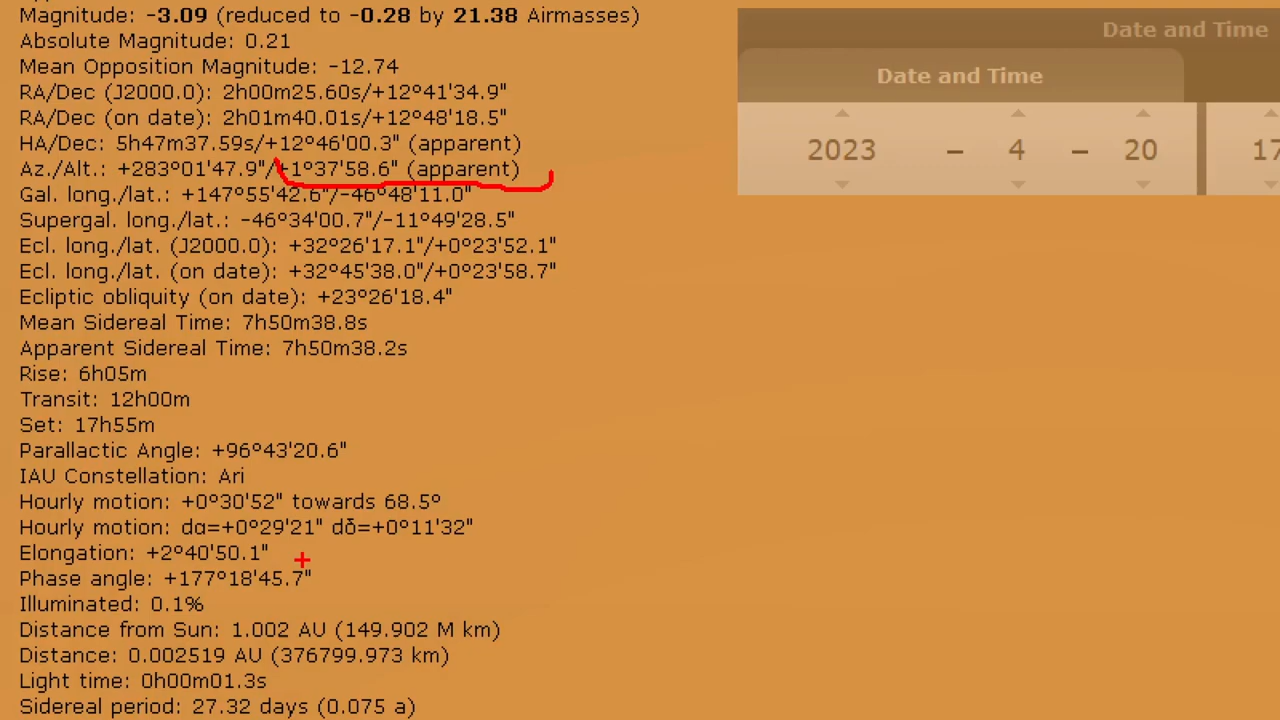 Magnitude: -3.09 (reduced to -0.28 by 21.38 Airmasses)
Absolute Magnitude: 0.21
Mean Opposition Magnitude: -12.74
RA/Dec (J2000.0): 2h00m25.60s/+12°41'34.9"
RA/Dec (on date): 2h01m40.01s/+12°48'18.5"
HA/Dec: 5h47m37.59s/+12°46'00.3" (apparent)
Az./Alt.: +283°01'47.9"/+1°37'58.6" (apparent)
Gal. long./lat.: +147°55'42.6"/-46°48'11.0"
Supergal. long./lat.: -46°34'00.7"/-11°49'28.5"
Ecl. long./lat. (J2000.0): +32°26'17.1"/+0°23'52.1"
Ecl. long./lat. (on date): +32°45'38.0"/+0°23'58.7"
Ecliptic obliquity (on date): +23°26'18.4"
Mean Sidereal Time: 7h50m38.8s
Apparent Sidereal Time: 7h50m38.2s
Rise: 6h05m
Transit: 12h00m
Set: 17h55m
Parallactic Angle: +96°43'20.6"
IAU Constellation: Ari
Hourly motion: +0°30'52" towards 68.5°
Hourly motion: dα=+0°29'21" dδ=+0°11'32"
Elongation: +2°40'50.1"
Phase angle: +177°18'45.7"
Illuminated: 0.1%
Distance from Sun: 1.002 AU (149.902 M km)
Distance: 0.002519 AU (376799.973 km)
Light time: 0h00m01.3s
Sidereal period: 27.32 days (0.075 a)
Date and Time
Date and Time
2023 - 4 - 20 17